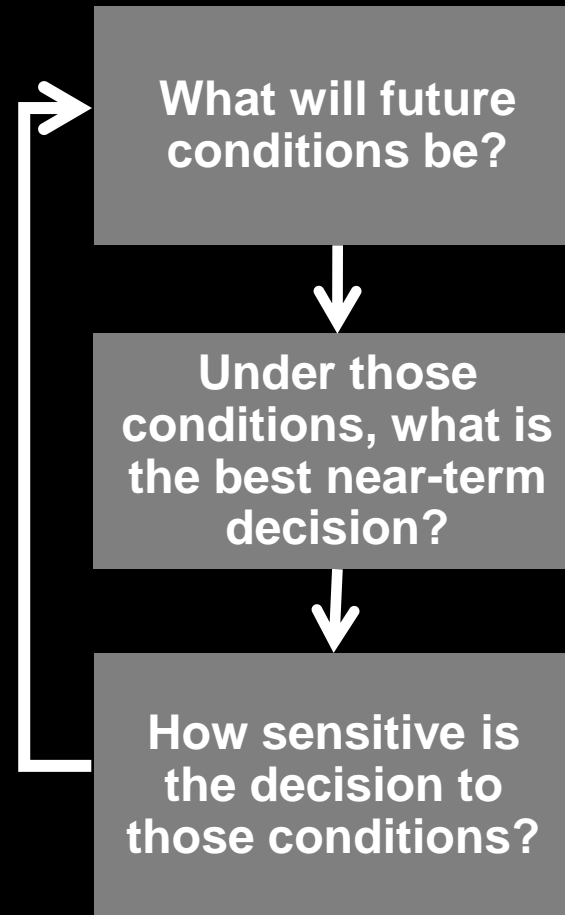 What will future
conditions be?
Under those
conditions, what is
the best near-term
decision?
How sensitive is
the decision to
those conditions?